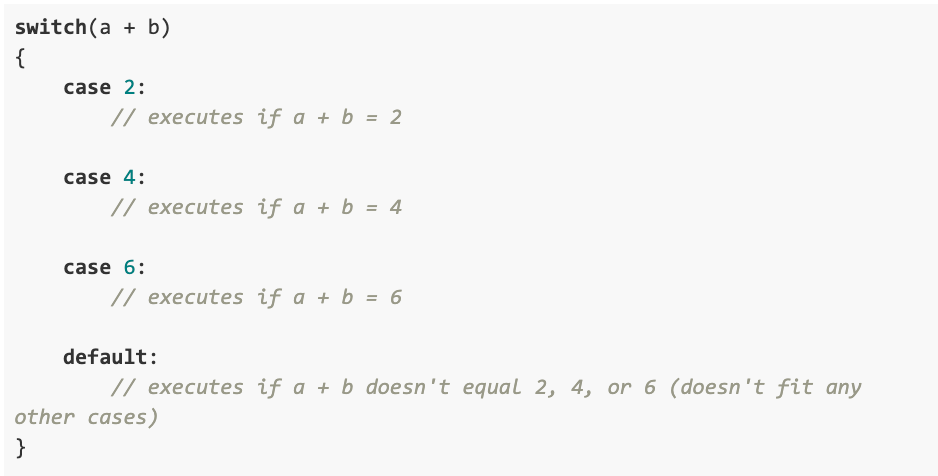 switch(a + b)
{
    case 2:
        // executes if a + b = 2

    case 4:
        // executes if a + b = 4

    case 6:
        // executes if a + b = 6

    default:
        // executes if a + b doesn't equal 2, 4, or 6 (doesn't fit any
other cases)
}